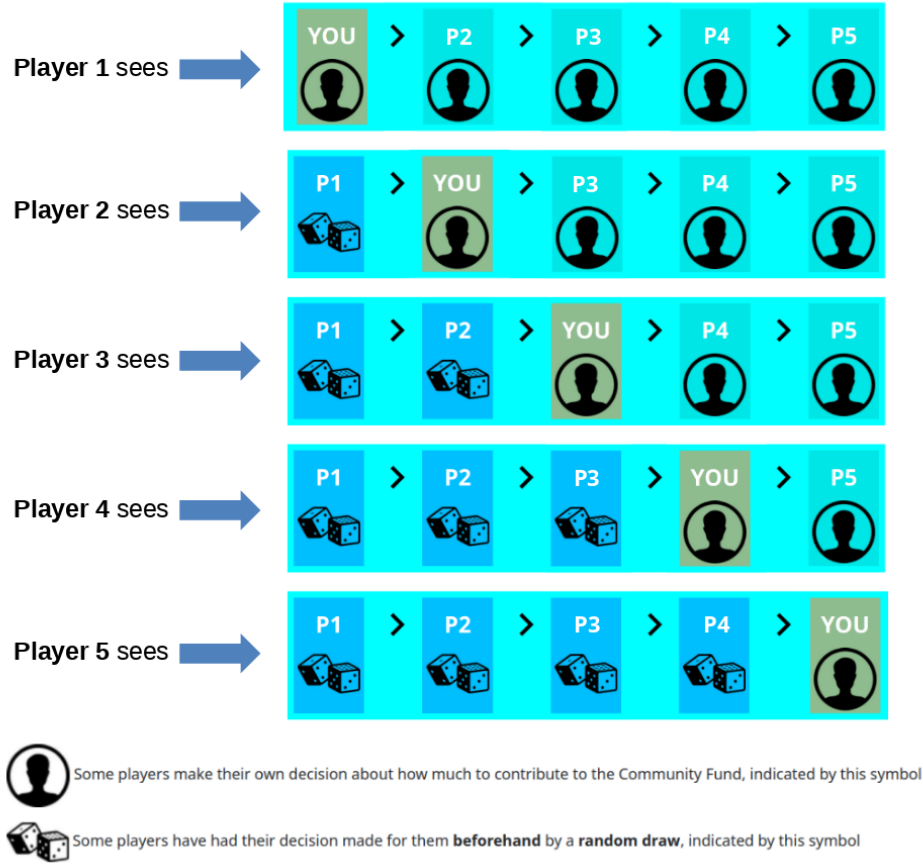 YOU > P2 > P3 > P4 > P5
Player 1 sees
P1 > YOU > P3 > P4 > P5
Player 2 sees
P1 > P2 > YOU > P4 > P5
Player 3 sees
P1 > P2 > P3 > YOU > P5
Player 4 sees
P1 > P2 > P3 > P4 > YOU
Player 5 sees
Some players make their own decision about how much to contribute to the Community Fund, indicated by this symbol
Some players have had their decision made for them beforehand by a random draw, indicated by this symbol